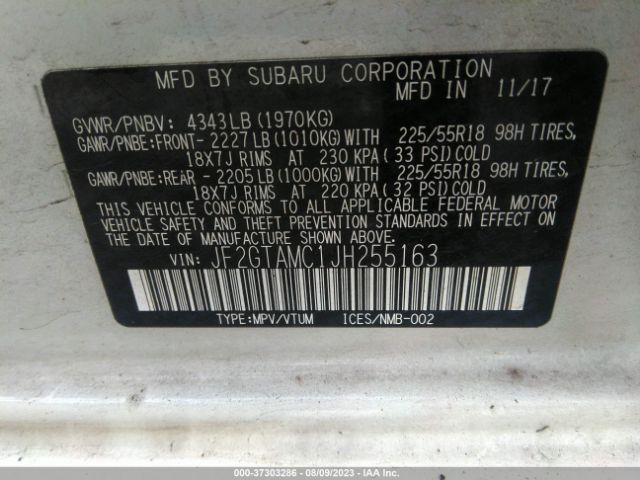 MFD BY SUBARU CORPORATION
MFD IN 11/17
GVWR/PNBV: 4343LB (1970KG)
GAWR/PNBE:FRONT- 2227 LB (1010KG) WITH 225/55R18 98H TIRES,
18X7J RIMS AT 230 KPA (33 PSI) COLD
GAWR/PNBE:REAR - 2205 LB (1000KG) WITH 225/55R18 98H TIRES,
18X7J RIMS AT 220 KPA (32 PSI) COLD
THIS VEHICLE CONFORMS TO ALL APPLICABLE FEDERAL MOTOR
VEHICLE SAFETY AND THEFT PREVENTION STANDARDS IN EFFECT ON
THE DATE OF MANUFACTURE SHOWN ABOVE.
VIN: JF2GTAMC1JH255163
TYPE:MPV/VTUM ICES/NMB-002
000-37303286 - 08/09/2023 - IAAI.COM